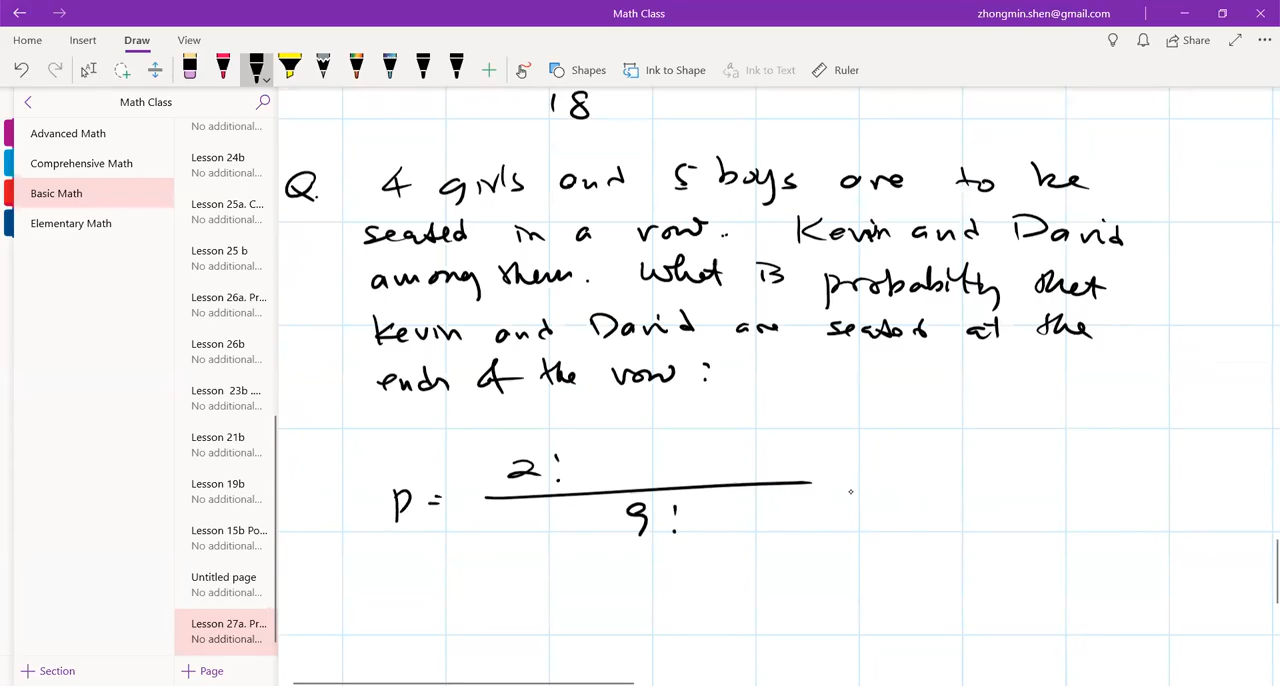 Math Class
zhongmin.shen@gmail.com
Home
Insert
Draw
View
Share
Shapes
Ink to Shape
Ink to Text
Ruler
Math Class
Advanced Math
Comprehensive Math
Basic Math
Elementary Math
No additional...
Lesson 24b
No additional...
Lesson 25a. C...
No additional...
Lesson 25 b
No additional...
Lesson 26a. Pr...
No additional...
Lesson 26b
No additional...
Lesson 23b ....
No additional...
Lesson 21b
No additional...
Lesson 19b
No additional...
Lesson 15b Po...
No additional...
Untitled page
No additional...
Lesson 27a. Pr...
No additional...
Section
Page
18
Q. 4 girls and 5 boys are to be
seated in a row. Kevin and David
among them. What is probability that
Kevin and David are seated at the
ends of the row?
P = 2!
9!